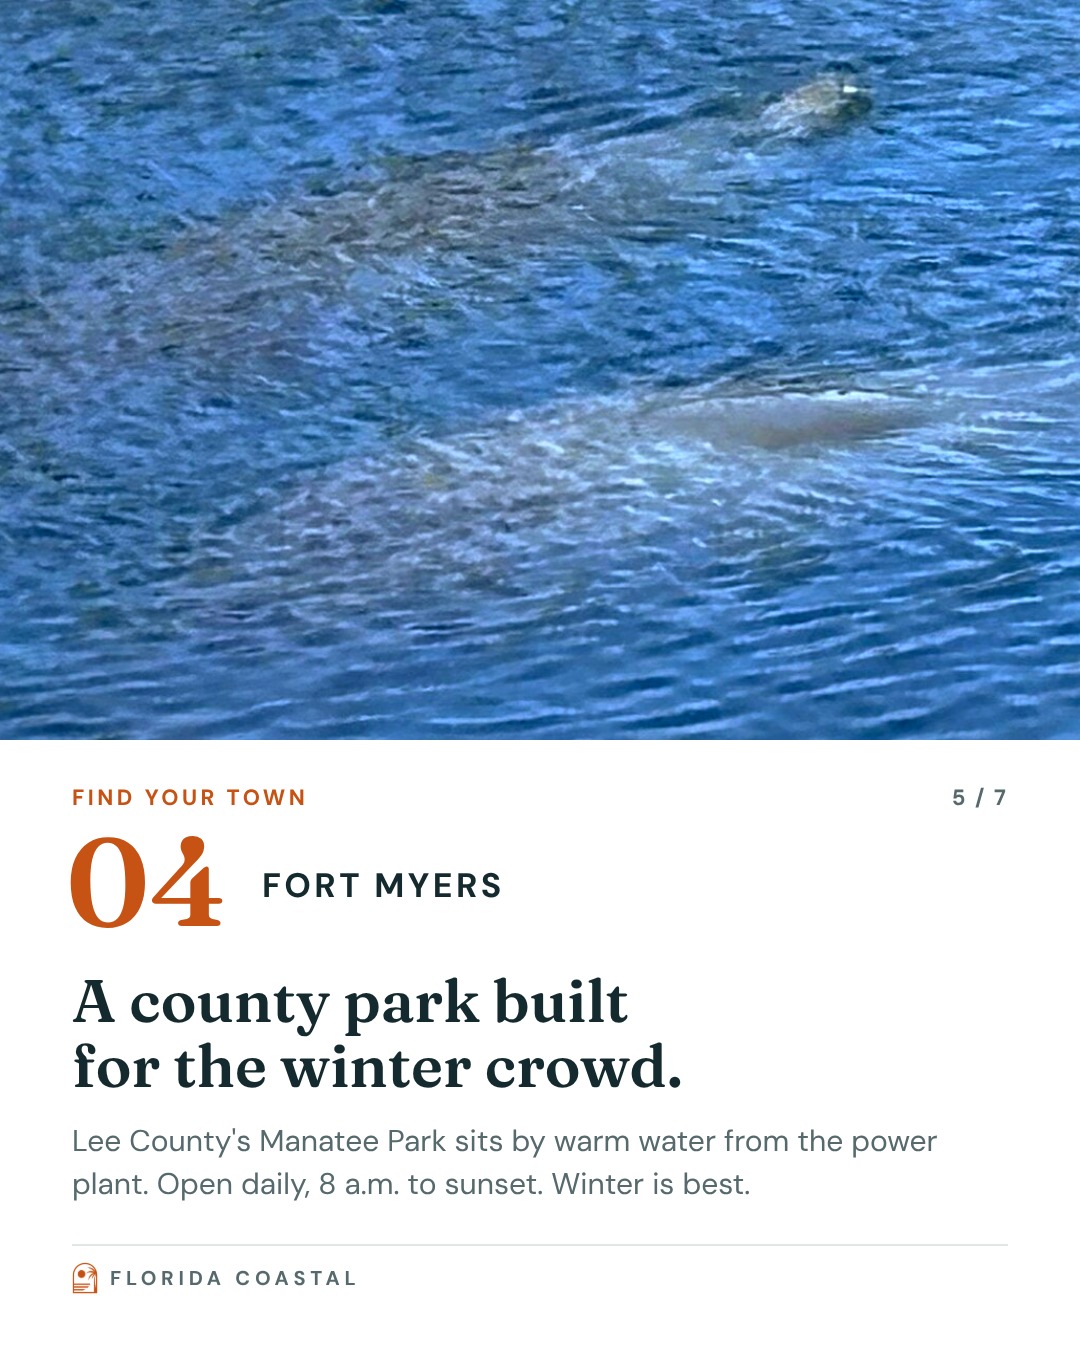 FIND YOUR TOWN
5 / 7
04
FORT MYERS
A county park built
for the winter crowd.
Lee County's Manatee Park sits by warm water from the power
plant. Open daily, 8 a.m. to sunset. Winter is best.
FLORIDA COASTAL